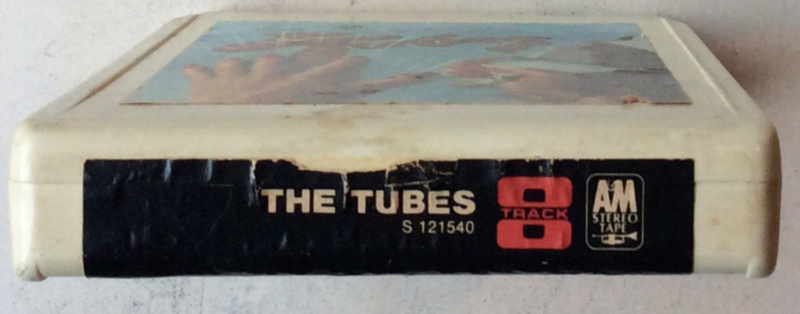 THE TUBES
S 121540
8
TRACK
A&M
STEREO
TAPE